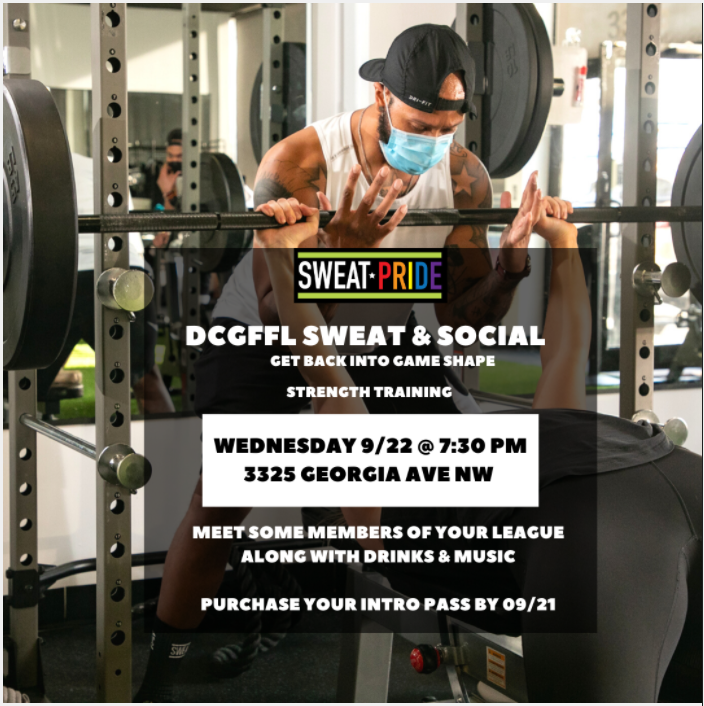 DRI-FIT
SWEAT★PRIDE
DCGFFL SWEAT & SOCIAL
GET BACK INTO GAME SHAPE
STRENGTH TRAINING
WEDNESDAY 9/22 @ 7:30 PM
3325 GEORGIA AVE NW
MEET SOME MEMBERS OF YOUR LEAGUE
ALONG WITH DRINKS & MUSIC
PURCHASE YOUR INTRO PASS BY 09/21